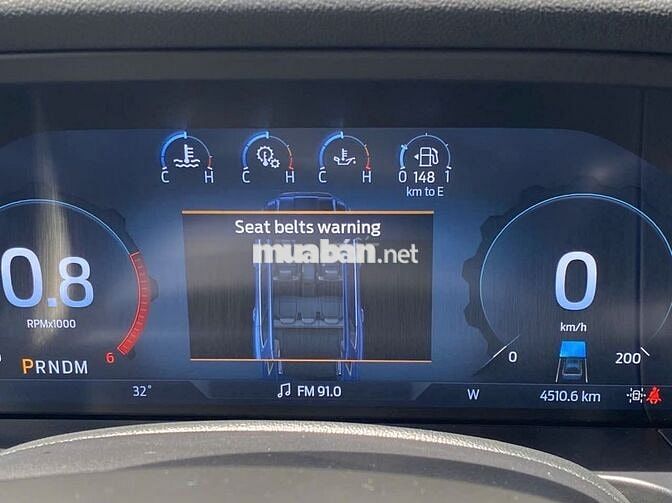 C H
C H
C H
0 148 1
km to E
Seat belts warning
muabán.net
0.8
RPMx1000
6
PRNDM
0
km/h
0 200
32°
FM 91.0
W
4510.6 km